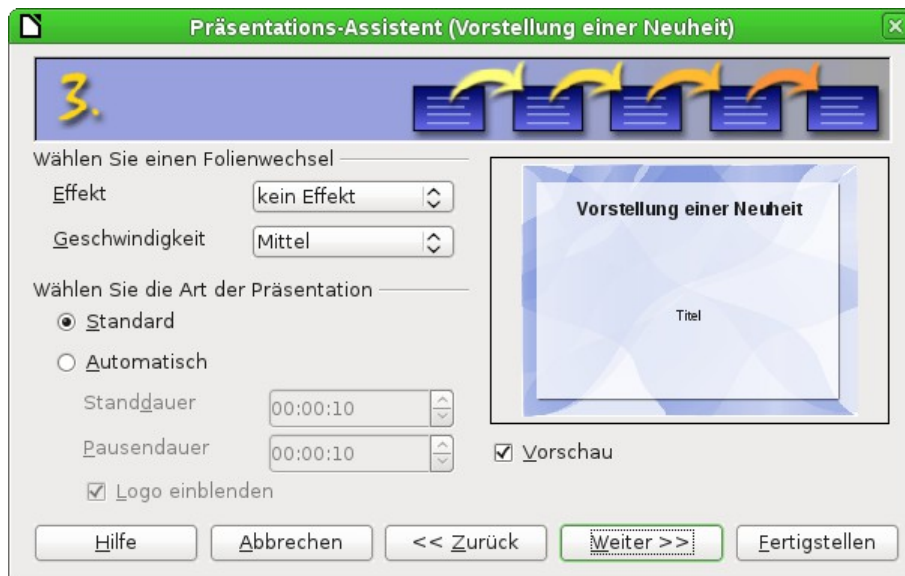 Präsentations-Assistent (Vorstellung einer Neuheit)
3.
Wählen Sie einen Folienwechsel
Effekt
kein Effekt
Geschwindigkeit
Mittel
Wählen Sie die Art der Präsentation
Standard
Automatisch
Standdauer
00:00:10
Pausendauer
00:00:10
Logo einblenden
Vorstellung einer Neuheit
Titel
Vorschau
Hilfe
Abbrechen
<< Zurück
Weiter >>
Fertigstellen